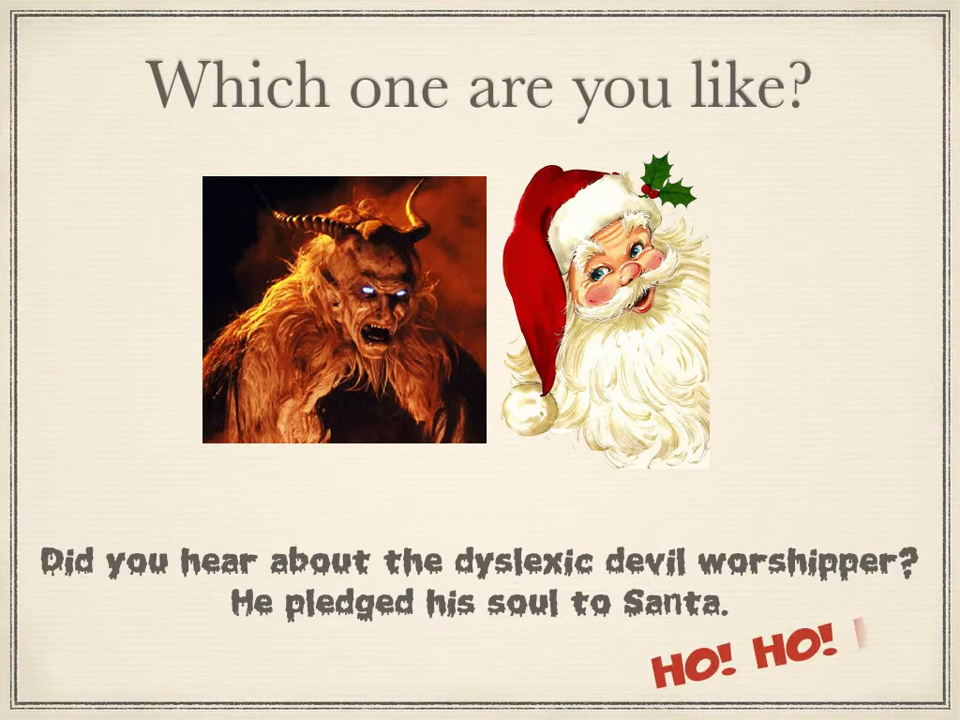 Which one are you like?
Did you hear about the dyslexic devil worshipper?
He pledged his soul to Santa.
HO! HO!